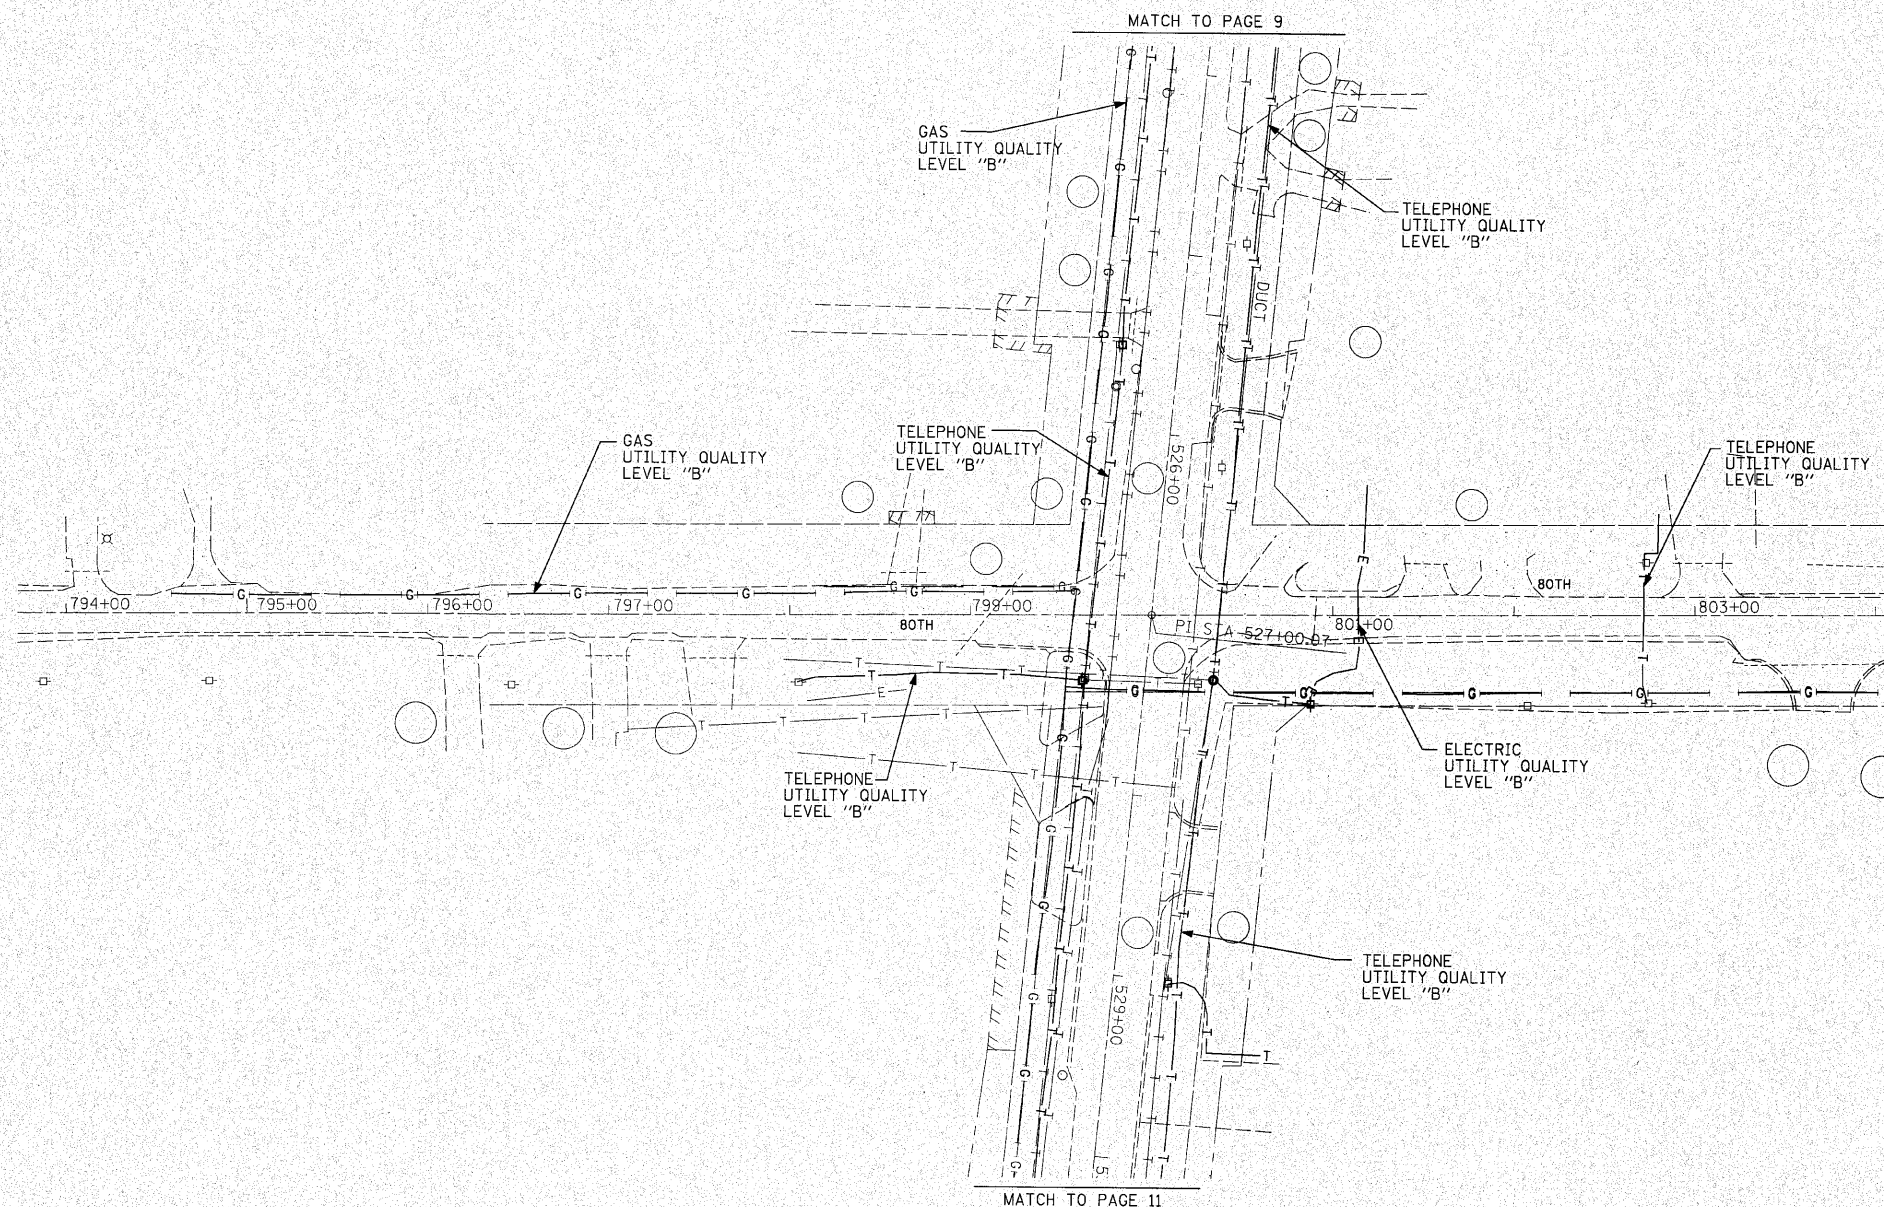 MATCH TO PAGE 9
GAS
UTILITY QUALITY
LEVEL "B"
TELEPHONE
UTILITY QUALITY
LEVEL "B"
DUCT
GAS
UTILITY QUALITY
LEVEL "B"
TELEPHONE
UTILITY QUALITY
LEVEL "B"
526+00
TELEPHONE
UTILITY QUALITY
LEVEL "B"
80TH
794+00
795+00
796+00
797+00
799+00
801+00
803+00
80TH
PI STA 527+00.07
TELEPHONE
UTILITY QUALITY
LEVEL "B"
ELECTRIC
UTILITY QUALITY
LEVEL "B"
TELEPHONE
UTILITY QUALITY
LEVEL "B"
529+00
MATCH TO PAGE 11